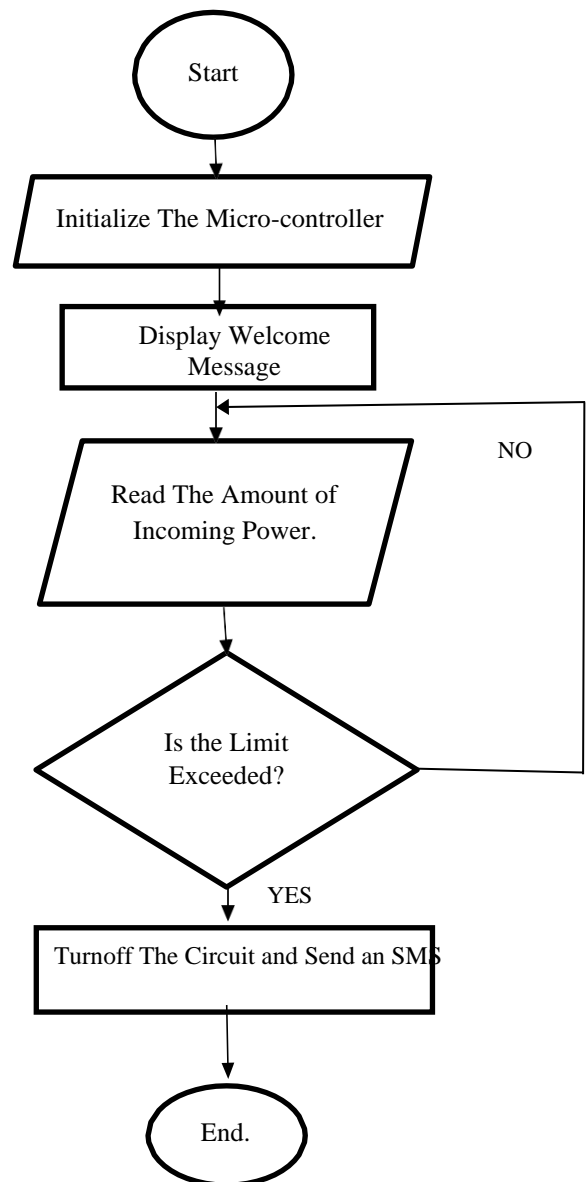 Start
Initialize The Micro-controller
Display Welcome
Message
NO
Read The Amount of
Incoming Power.
Is the Limit
Exceeded?
YES
Turnoff The Circuit and Send an SMS
End.